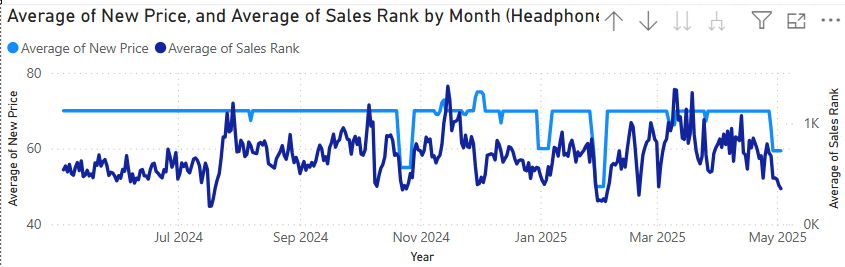 Average of New Price, and Average of Sales Rank by Month (Headphone
Average of New Price Average of Sales Rank
Average of New Price
80
60
40
Average of Sales Rank
1K
0K
Jul 2024 Sep 2024 Nov 2024 Jan 2025 Mar 2025 May 2025
Year